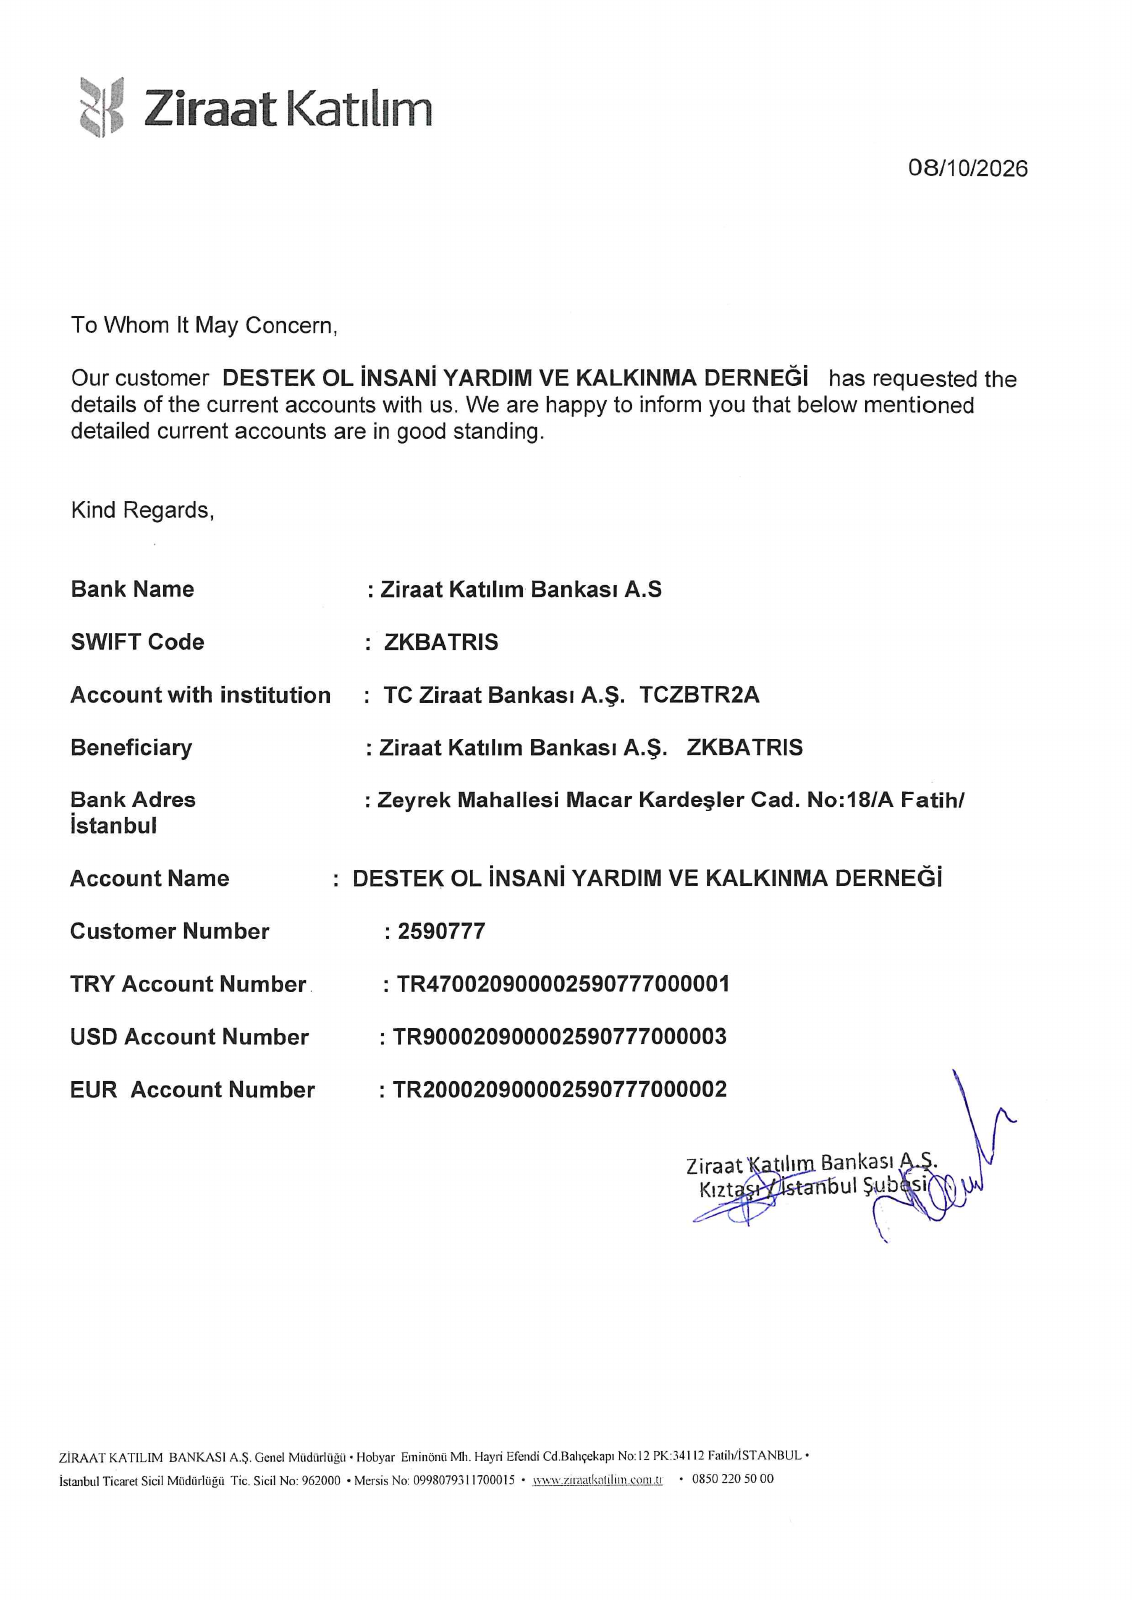 Ziraat Katılım
08/10/2026
To Whom It May Concern,
Our customer DESTEK OL İNSANİ YARDIM VE KALKINMA DERNEĞİ has requested the
details of the current accounts with us. We are happy to inform you that below mentioned
detailed current accounts are in good standing.
Kind Regards,
Bank Name : Ziraat Katılım Bankası A.S
SWIFT Code : ZKBATRIS
Account with institution : TC Ziraat Bankası A.Ş. TCZBTR2A
Beneficiary : Ziraat Katılım Bankası A.Ş. ZKBATRIS
Bank Adres : Zeyrek Mahallesi Macar Kardeşler Cad. No:18/A Fatih/
İstanbul
Account Name : DESTEK OL İNSANİ YARDIM VE KALKINMA DERNEĞİ
Customer Number : 2590777
TRY Account Number : TR470020900002590777000001
USD Account Number : TR900020900002590777000003
EUR Account Number : TR200020900002590777000002
Ziraat Katılım Bankası A.Ş.
Kıztaşı / İstanbul Şubesi
ZİRAAT KATILIM BANKASI A.Ş. Genel Müdürlüğü • Hobyar Eminönü Mh. Hayri Efendi Cd.Bahçekapı No:12 PK:34112 Fatih/İSTANBUL •
İstanbul Ticaret Sicil Müdürlüğü Tic. Sicil No: 962000 • Mersis No: 0998079311700015 • www.ziraatkatilim.com.tr • 0850 220 50 00